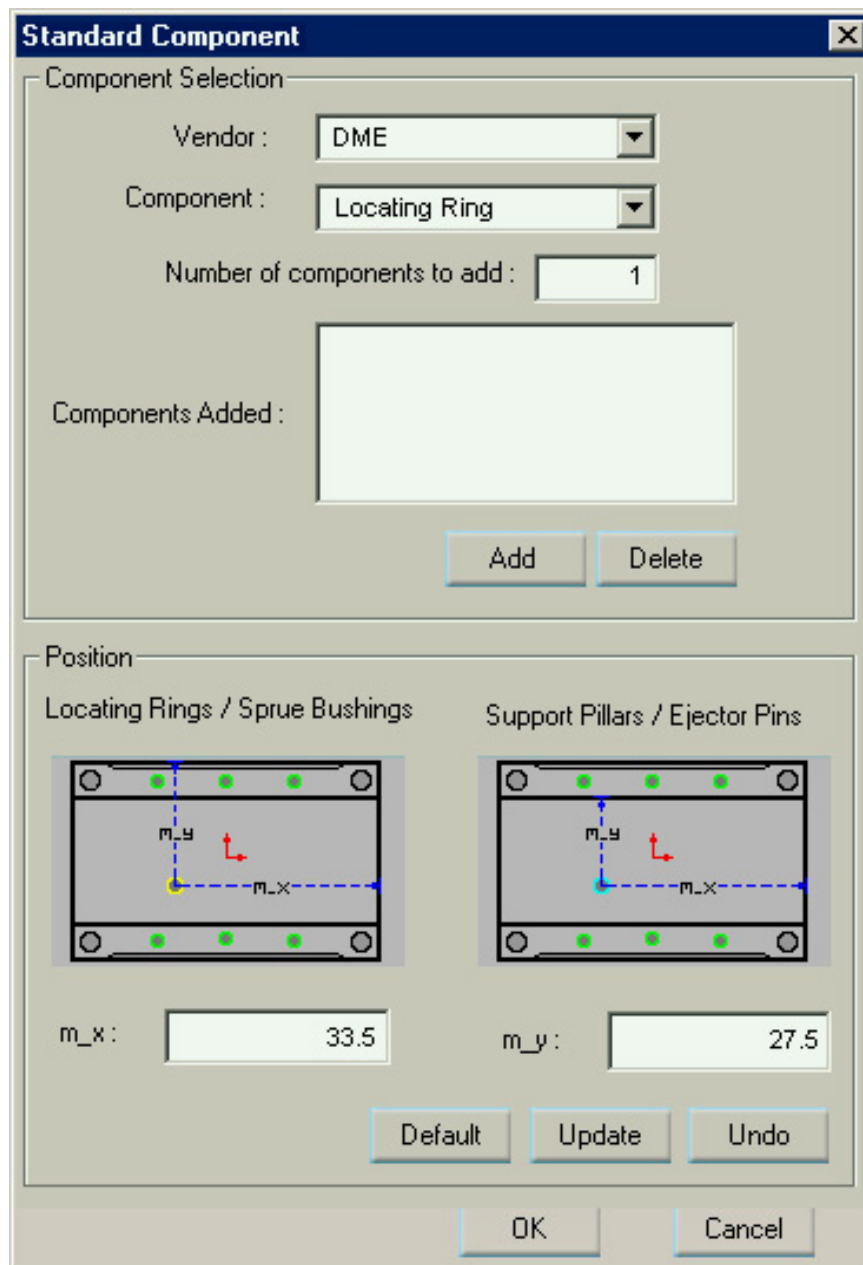 Standard Component
Component Selection
Vendor :
DME
Component :
Locating Ring
Number of components to add :
1
Components Added :
Add
Delete
Position
Locating Rings / Sprue Bushings
Support Pillars / Ejector Pins
m_y
m_x
m_y
m_x
m_x :
33.5
m_y :
27.5
Default
Update
Undo
OK
Cancel